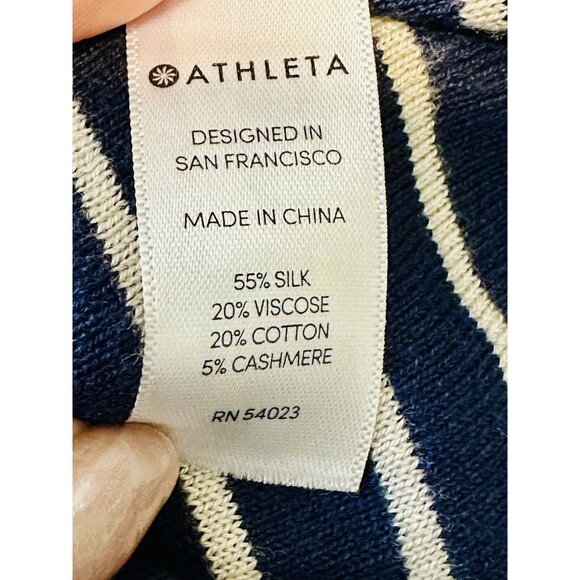 ATHLETA
DESIGNED IN
SAN FRANCISCO
MADE IN CHINA
55% SILK
20% VISCOSE
20% COTTON
5% CASHMERE
RN 54023